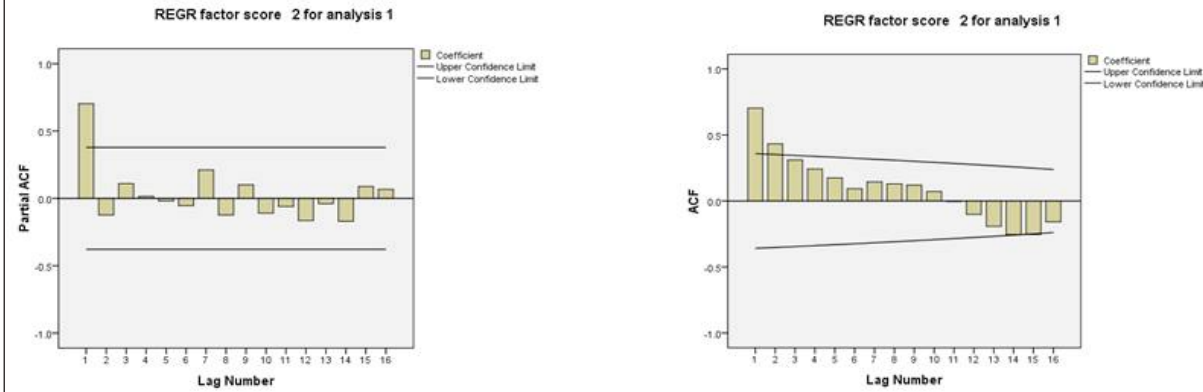 REGR factor score 2 for analysis 1
Coefficient
Upper Confidence Limit
Lower Confidence Limit
1.0
0.5
0.0
-0.5
-1.0
Partial ACF
1 2 3 4 5 6 7 8 9 10 11 12 13 14 15 16
Lag Number
REGR factor score 2 for analysis 1
Coefficient
Upper Confidence Limit
Lower Confidence Limit
1.0
0.5
0.0
-0.5
-1.0
ACF
1 2 3 4 5 6 7 8 9 10 11 12 13 14 15 16
Lag Number